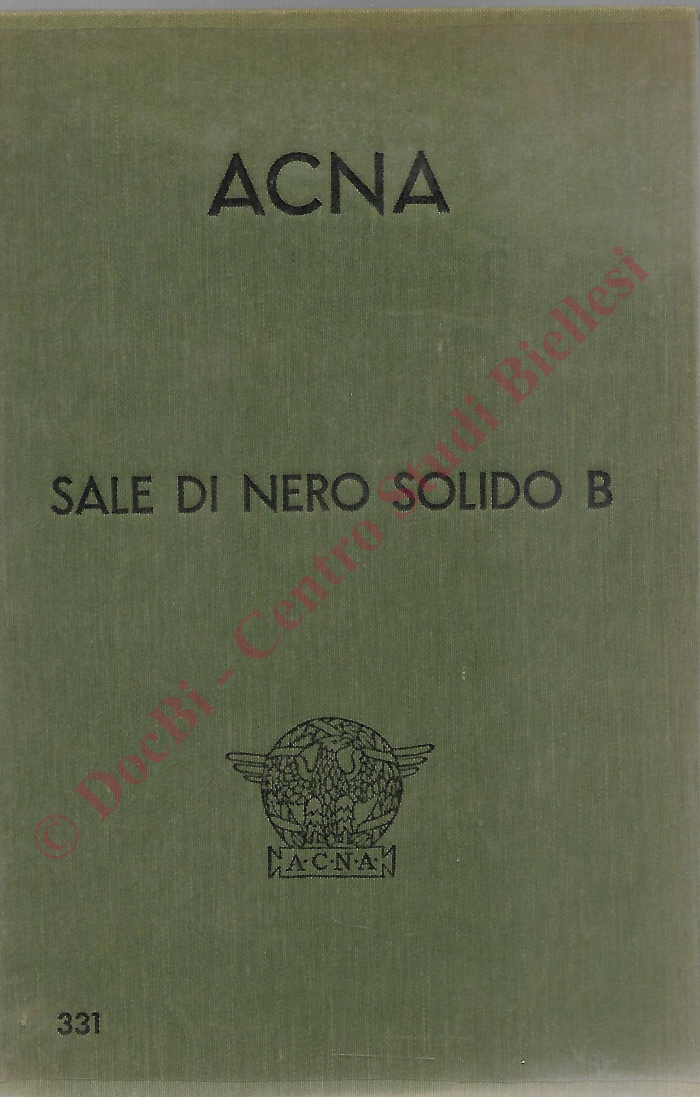 ACNA
SALE DI NERO SOLIDO B
© DocBi - Centro Studi Biellesi
A·C·N·A·
331